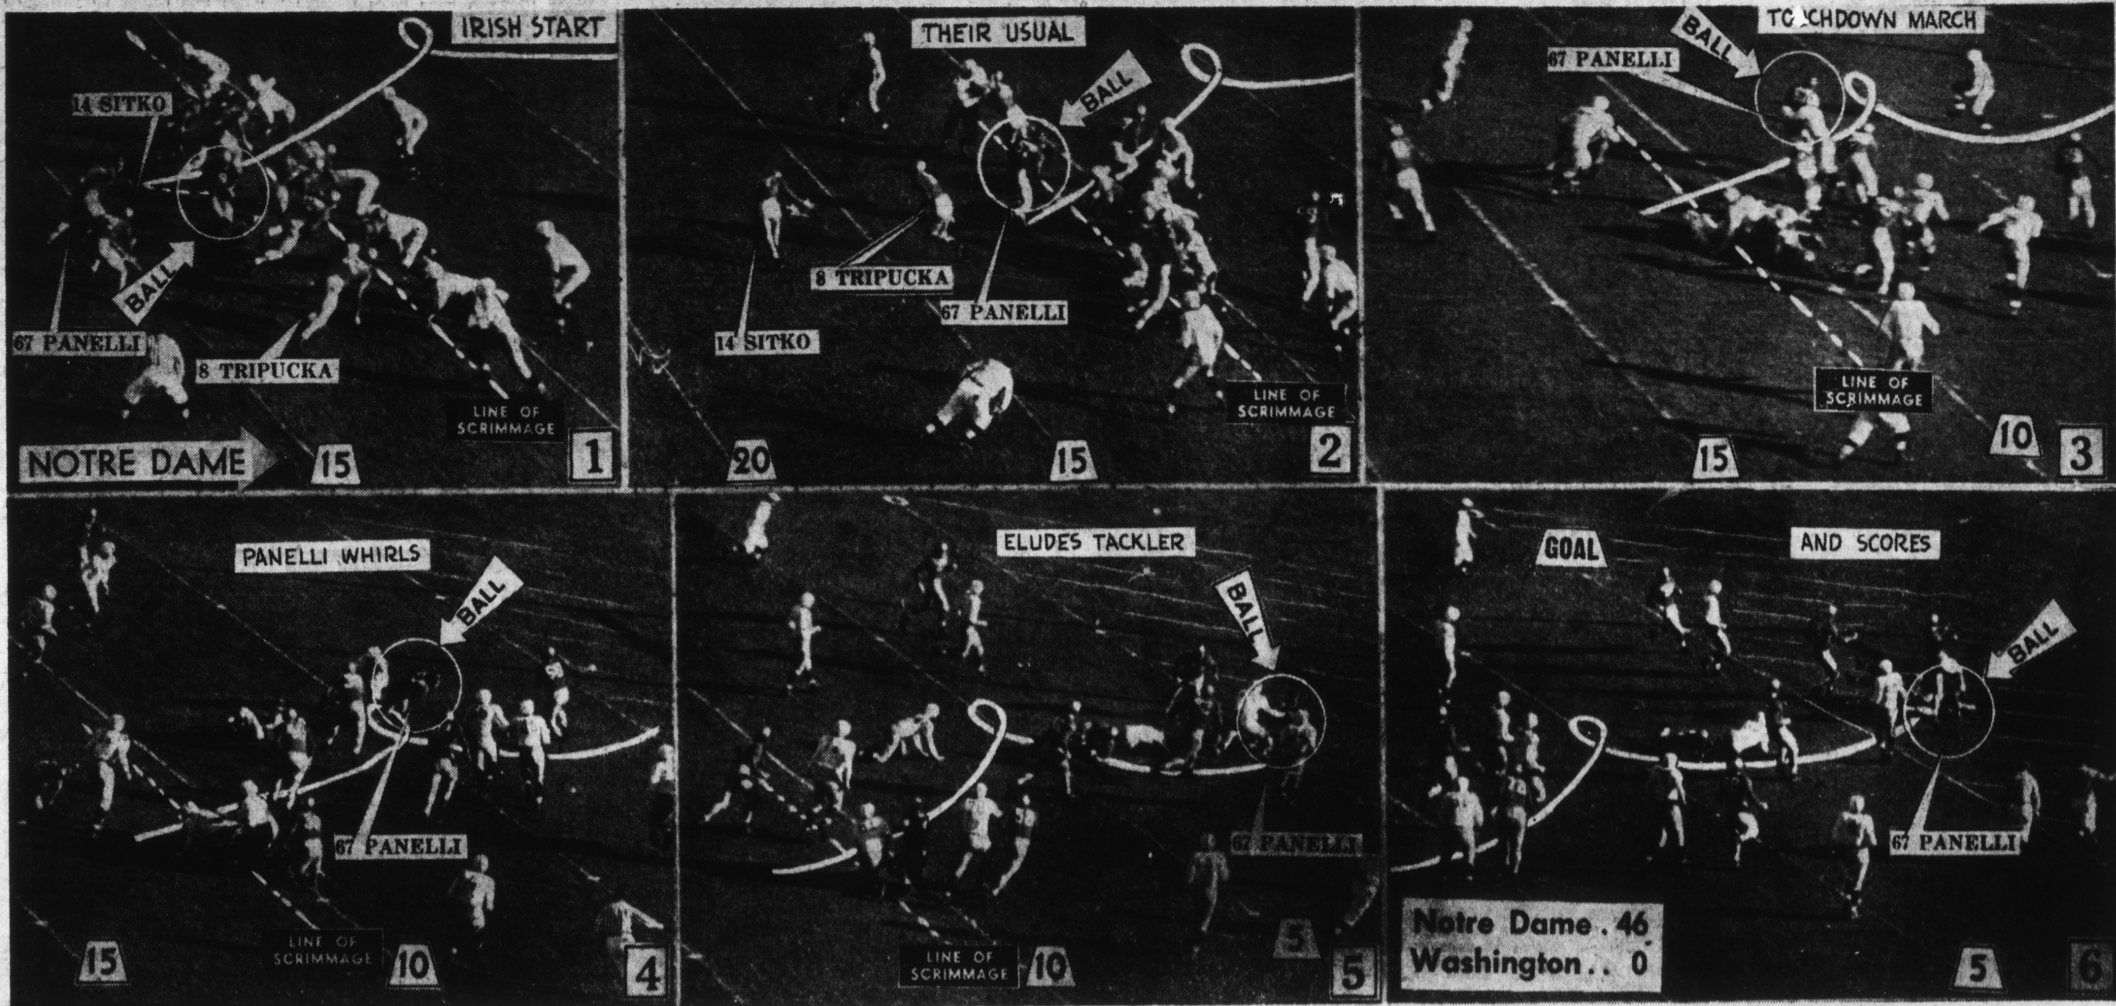 IRISH START
14 SITKO
BALL
67 PANELLI
8 TRIPUCKA
LINE OF
SCRIMMAGE
NOTRE DAME
15
1
THEIR USUAL
BALL
8 TRIPUCKA
67 PANELLI
14 SITKO
LINE OF
SCRIMMAGE
20
15
2
TOUCHDOWN MARCH
BALL
67 PANELLI
LINE OF
SCRIMMAGE
15
10
3
PANELLI WHIRLS
BALL
67 PANELLI
LINE OF
SCRIMMAGE
15
10
4
ELUDES TACKLER
BALL
67 PANELLI
5
LINE OF
SCRIMMAGE
10
5
GOAL
AND SCORES
BALL
67 PANELLI
Notre Dame . 46
Washington . . 0
5
6